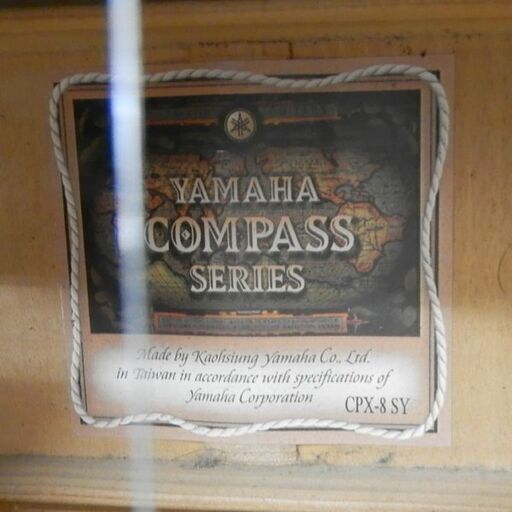 YAMAHA
COMPASS
SERIES
Made by Kaohsiung Yamaha Co., Ltd.
in Taiwan in accordance with specifications of
Yamaha Corporation
CPX-8 SY